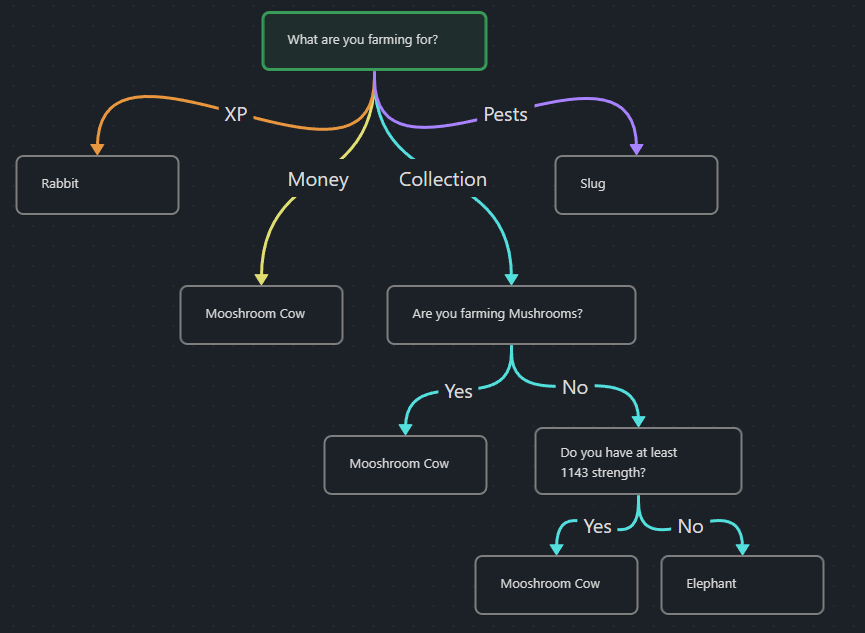 What are you farming for?
XP
Pests
Money
Collection
Rabbit
Slug
Mooshroom Cow
Are you farming Mushrooms?
Yes
No
Mooshroom Cow
Do you have at least
1143 strength?
Yes
No
Mooshroom Cow
Elephant